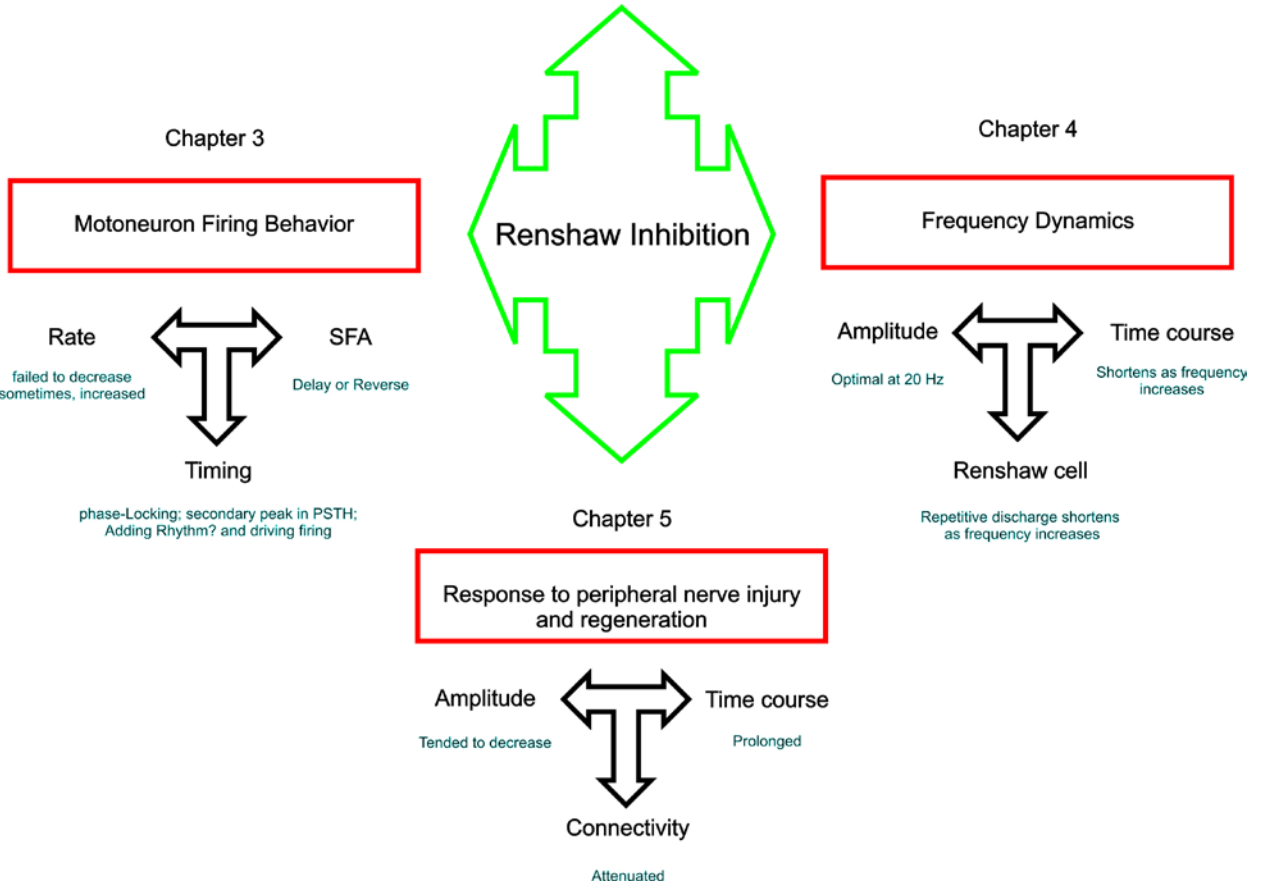 Chapter 3
Motoneuron Firing Behavior
Rate
failed to decrease
sometimes, increased
SFA
Delay or Reverse
Timing
phase-Locking; secondary peak in PSTH;
Adding Rhythm? and driving firing
Renshaw Inhibition
Chapter 4
Frequency Dynamics
Amplitude
Optimal at 20 Hz
Time course
Shortens as frequency
increases
Renshaw cell
Repetitive discharge shortens
as frequency increases
Chapter 5
Response to peripheral nerve injury
and regeneration
Amplitude
Tended to decrease
Time course
Prolonged
Connectivity
Attenuated